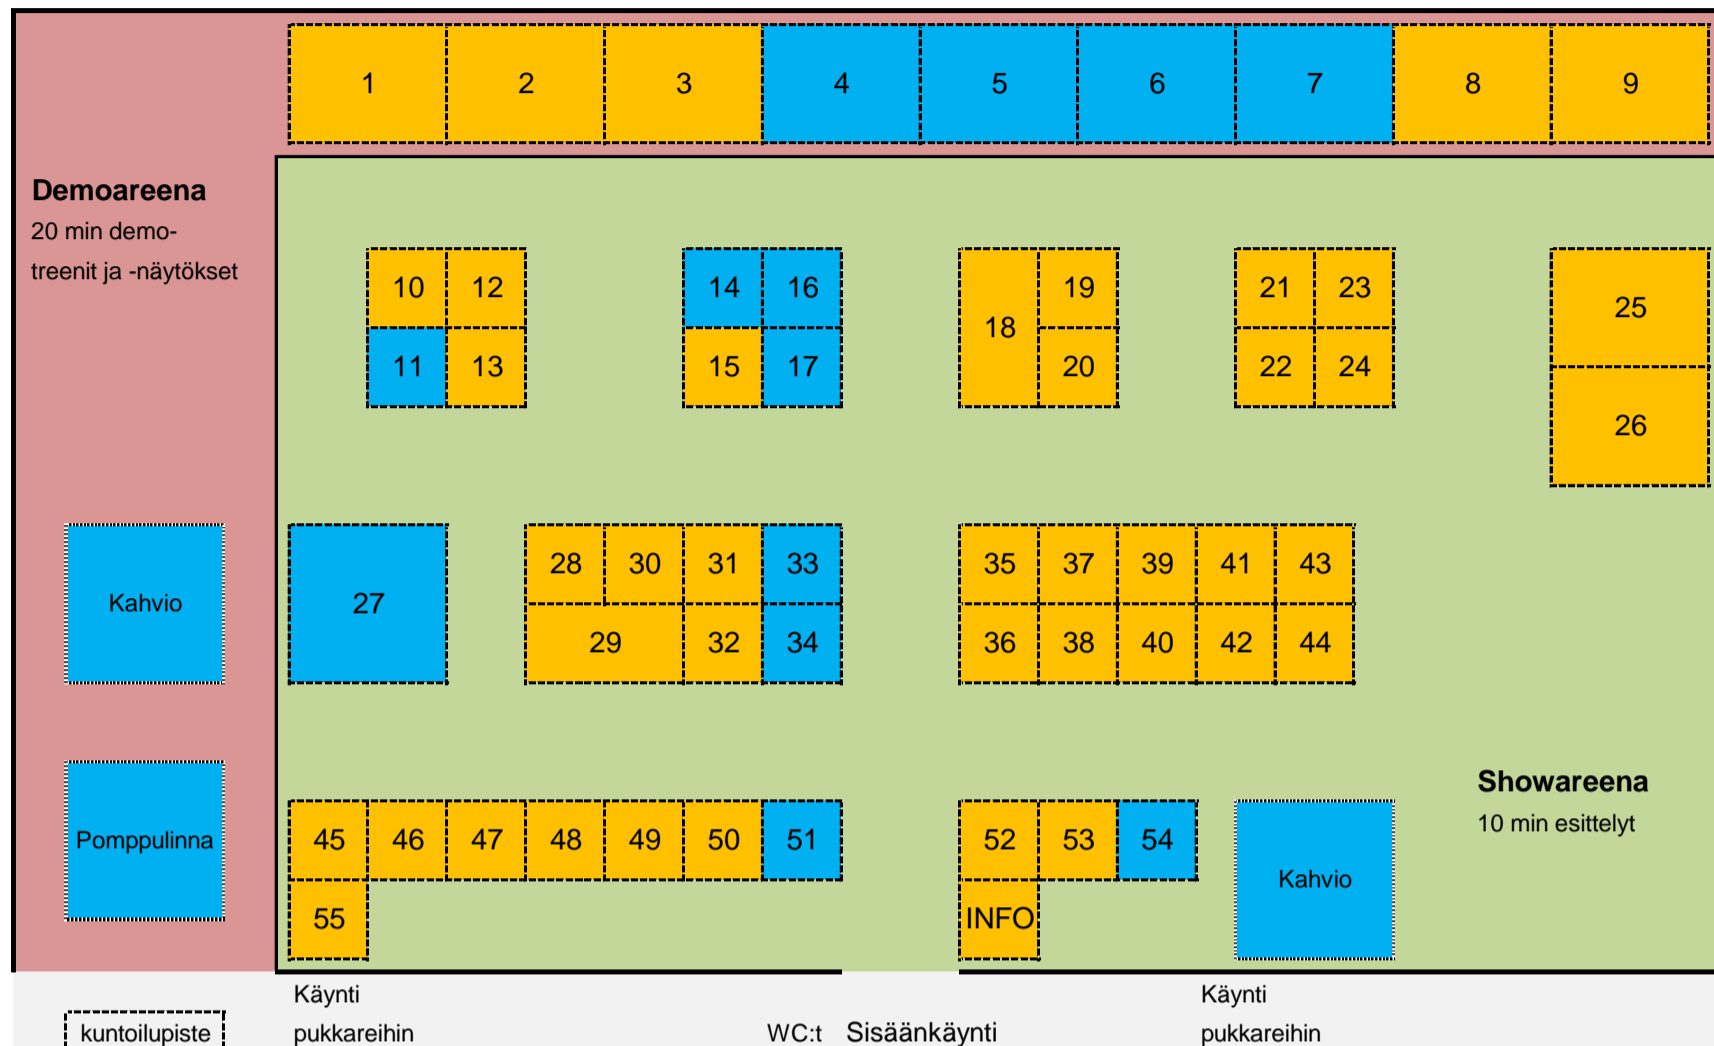 1 2 3 4 5 6 7 8 9
Demoareena
20 min demo-
treenit ja -näytökset
10 12 14 16 19 21 23
18 25
11 13 15 17 20 22 24
26
28 30 31 33 35 37 39 41 43
Kahvio 27
29 32 34 36 38 40 42 44
Showareena
10 min esittelyt
Pomppulinna 45 46 47 48 49 50 51 52 53 54
Kahvio
55 INFO
Käynti Käynti
kuntoilupiste pukkareihin WC:t Sisäänkäynti pukkareihin